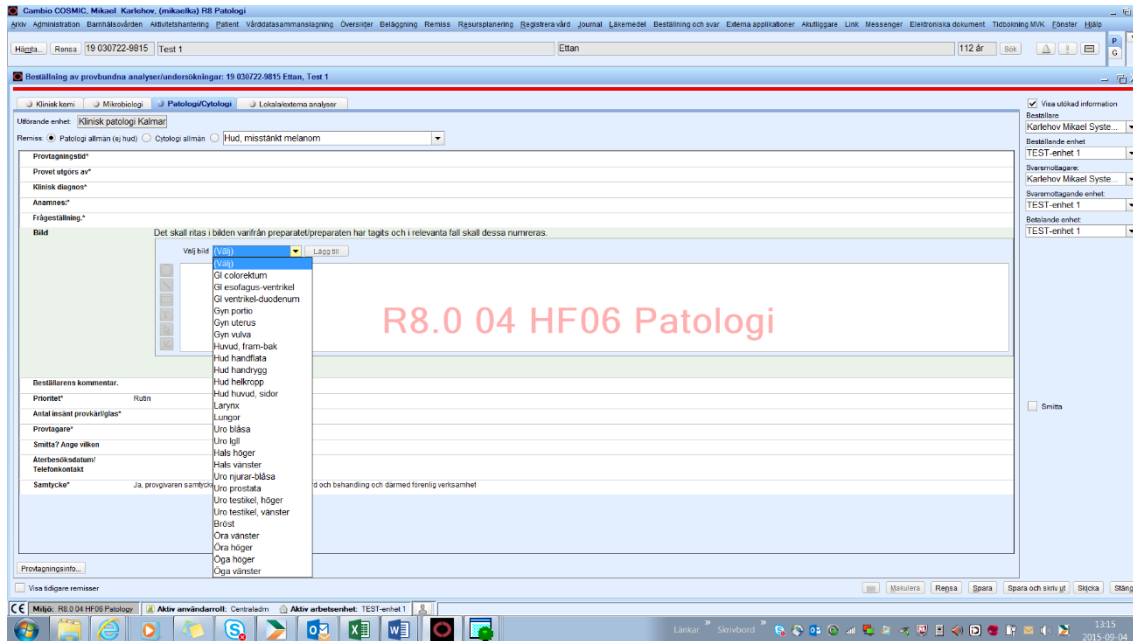 Cambio COSMIC, Mikael Karlehov, (mikaelka) R8 Patologi
Arkiv Administration Barnhälsovården Aktivitetshantering Patient Vårddatasammanslagning Översikter Beläggning Remiss Resursplanering Registrera vård Journal Läkemedel Beställning och svar Externa applikationer Akutliggare Link Messenger Elektroniska dokument Tidbokning MVK Fönster Hjälp
Hämta... Rensa 19 030722-9815 Test 1 Ettan 112 år Sök
P
G
Beställning av provbundna analyser/undersökningar: 19 030722-9815 Ettan, Test 1
Klinisk kemi Mikrobiologi Patologi/Cytologi Lokala/externa analyser
Utförande enhet: Klinisk patologi Kalmar
Remiss: Patologi allmän (ej hud) Cytologi allmän Hud, misstänkt melanom
Provtagningstid*
Provet utgörs av*
Klinisk diagnos*
Anamnes:*
Frågeställning.*
Bild Det skall ritas i bilden varifrån preparatet/preparaten har tagits och i relevanta fall skall dessa numreras.
Välj bild (Välj) Lägg till
(Välj)
GI colorektum
GI esofagus-ventrikel
GI ventrikel-duodenum
Gyn portio
Gyn uterus
Gyn vulva
Huvud, fram-bak
Hud handflata
Hud handrygg
Hud helkropp
Hud huvud, sidor
Larynx
Lungor
Uro blåsa
Uro lgll
Hals höger
Hals vänster
Uro njurar-blåsa
Uro prostata
Uro testikel, höger
Uro testikel, vänster
Bröst
Öra vänster
Öra höger
Öga höger
Öga vänster
R8.0 04 HF06 Patologi
Beställarens kommentar.
Prioritet* Rutin
Antal insänt provkärl/glas*
Provtagare*
Smitta? Ange vilken
Återbesöksdatum/
Telefonkontakt
Samtycke* Ja, provgivaren samtycke rd och behandling och därmed förenlig verksamhet
Visa utökad information
Beställare
Karlehov Mikael Syste...
Beställande enhet
TEST-enhet 1
Svarsmottagare:
Karlehov Mikael Syste...
Svarsmottagande enhet:
TEST-enhet 1
Betalande enhet:
TEST-enhet 1
Smitta
Provtagningsinfo...
Visa tidigare remisser Makulera Rensa Spara Spara och skriv ut Skicka Stäng
CE Miljö: R8.0 04 HF06 Patology Aktiv användarroll: Centraladm Aktiv arbetsenhet: TEST-enhet 1
Länkar Skrivbord 13:15
2015-09-04